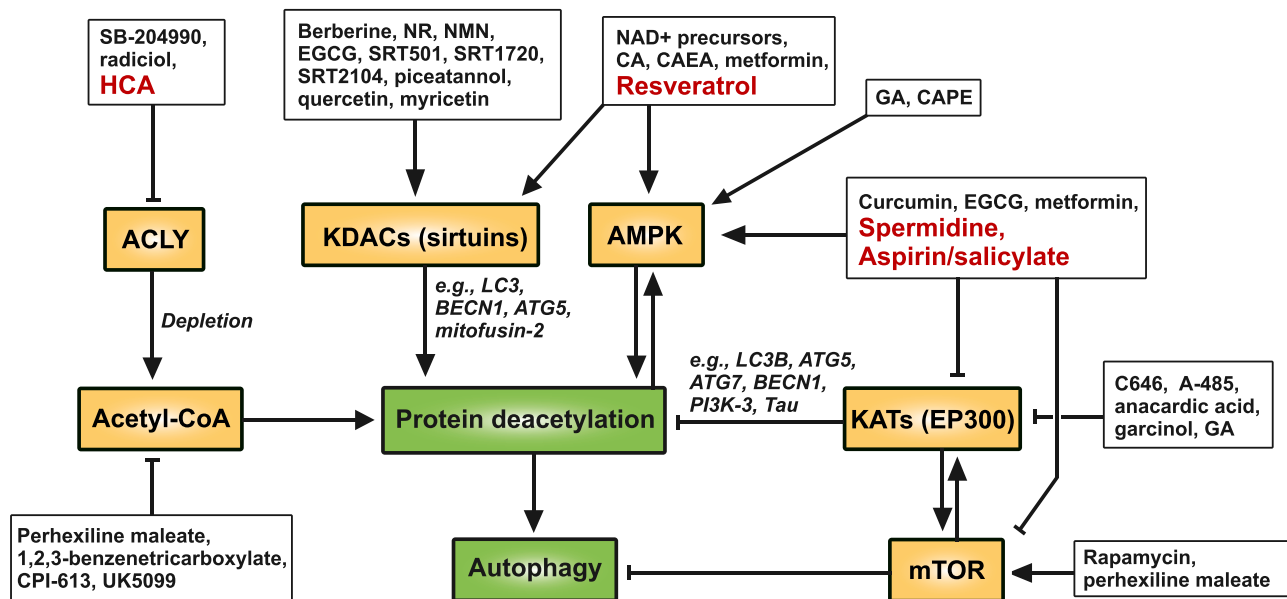 SB-204990,
radiciol,
HCA
Berberine, NR, NMN,
EGCG, SRT501, SRT1720,
SRT2104, piceatannol,
quercetin, myricetin
NAD+ precursors,
CA, CAEA, metformin,
Resveratrol
GA, CAPE
Curcumin, EGCG, metformin,
Spermidine,
Aspirin/salicylate
ACLY
KDACs (sirtuins)
AMPK
Depletion
e.g., LC3,
BECN1, ATG5,
mitofusin-2
e.g., LC3B, ATG5,
ATG7, BECN1,
PI3K-3, Tau
C646, A-485,
anacardic acid,
garcinol, GA
Acetyl-CoA
Protein deacetylation
KATs (EP300)
Perhexiline maleate,
1,2,3-benzenetricarboxylate,
CPI-613, UK5099
Autophagy
mTOR
Rapamycin,
perhexiline maleate